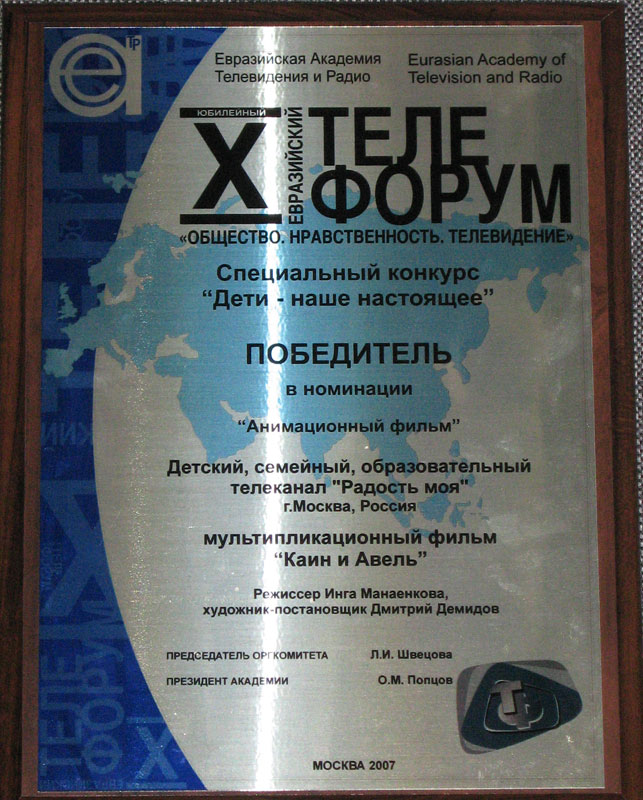 Евразийская Академия
Телевидения и Радио
Eurasian Academy of
Television and Radio
ЮБИЛЕЙНЫЙ
X
ЕВРАЗИЙСКИЙ
ТЕЛЕ
ФОРУМ
«ОБЩЕСТВО. НРАВСТВЕННОСТЬ. ТЕЛЕВИДЕНИЕ»
Специальный конкурс
“Дети - наше настоящее”
ПОБЕДИТЕЛЬ
в номинации
“Анимационный фильм”
Детский, семейный, образовательный
телеканал "Радость моя"
г.Москва, Россия
мультипликационный фильм
“Каин и Авель”
Режиссер Инга Манаенкова,
художник-постановщик Дмитрий Демидов
ПРЕДСЕДАТЕЛЬ ОРГКОМИТЕТА Л.И. Швецова
ПРЕЗИДЕНТ АКАДЕМИИ О.М. Попцов
ТЕЛЕ
ФОРУМ
X
МОСКВА 2007